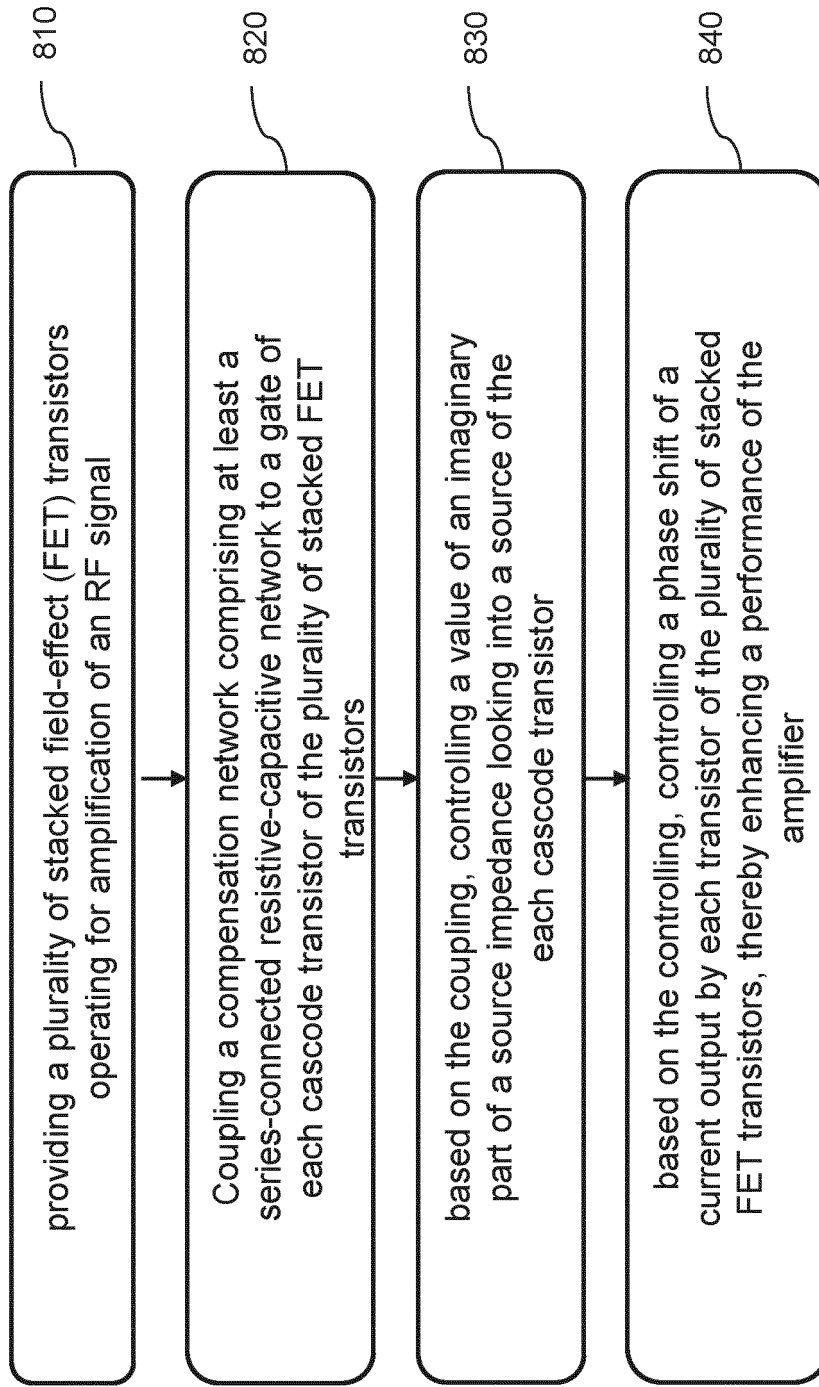 providing a plurality of stacked field-effect (FET) transistors
operating for amplification of an RF signal
810
Coupling a compensation network comprising at least a
series-connected resistive-capacitive network to a gate of
each cascode transistor of the plurality of stacked FET
transistors
820
based on the coupling, controlling a value of an imaginary
part of a source impedance looking into a source of the
each cascode transistor
830
based on the controlling, controlling a phase shift of a
current output by each transistor of the plurality of stacked
FET transistors, thereby enhancing a performance of the
amplifier
840